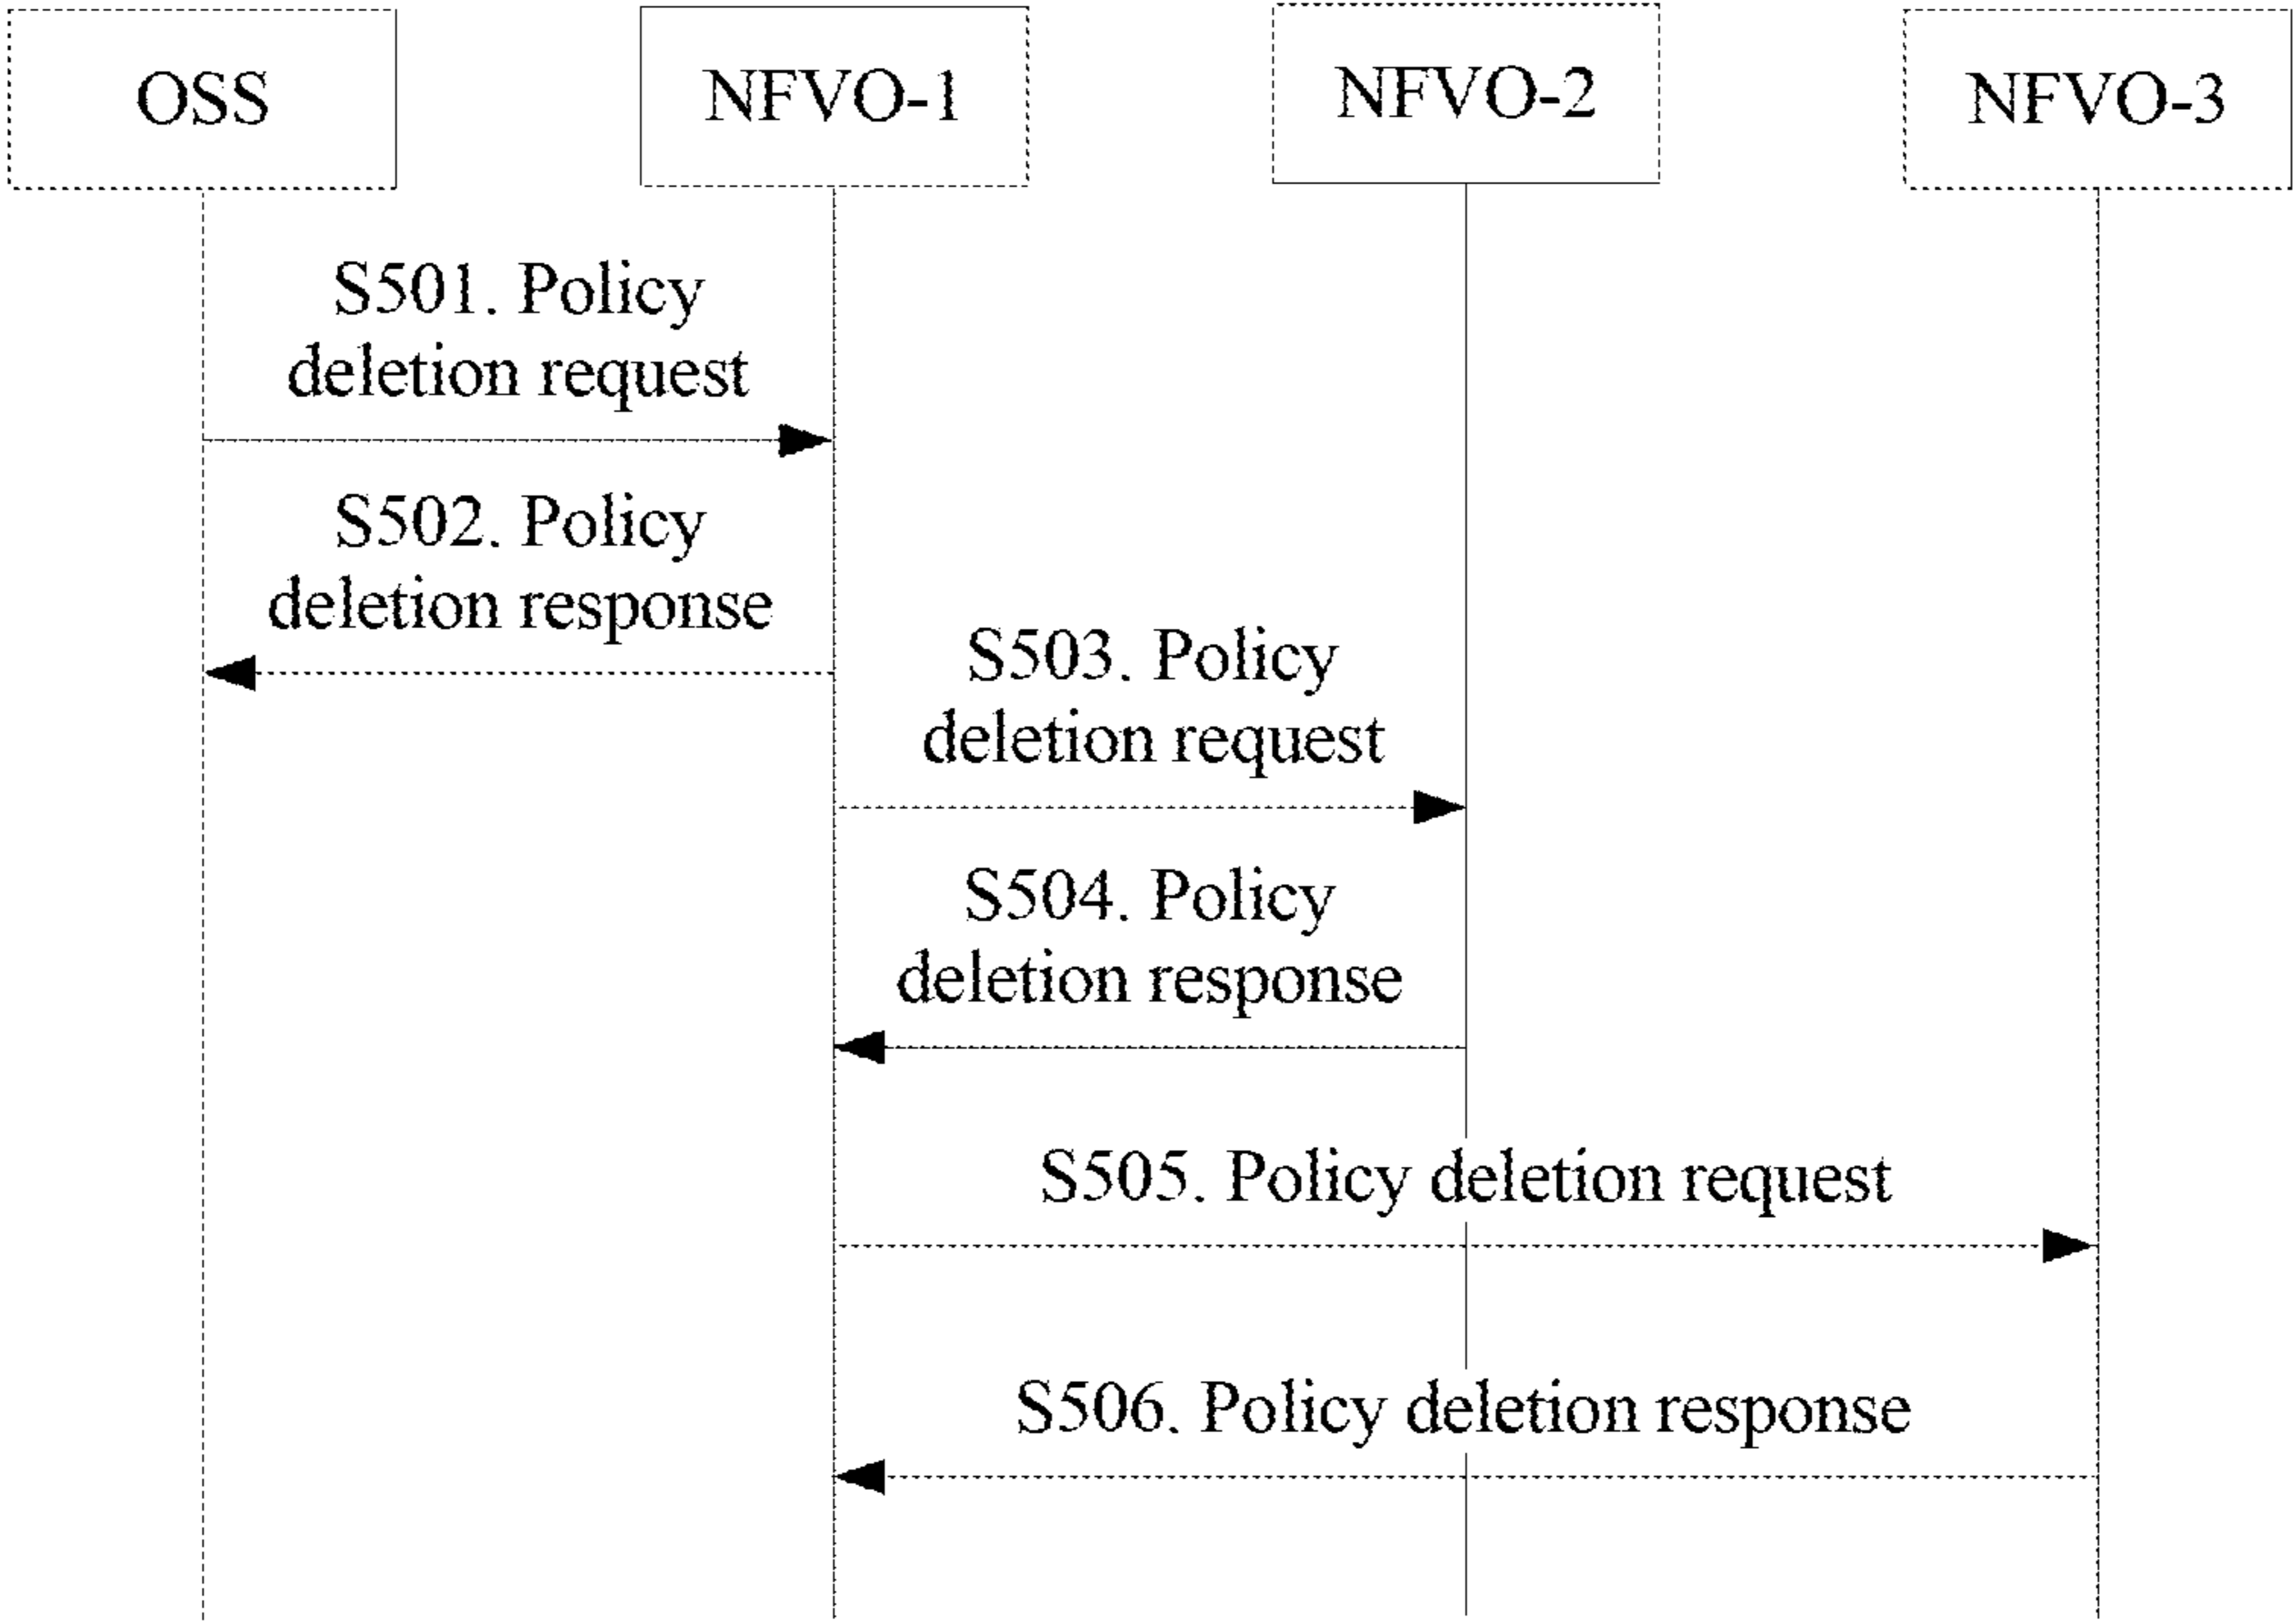 OSS
NFVO-1
NFVO-2
NFVO-3
S501. Policy
deletion request
S502. Policy
deletion response
S503. Policy
deletion request
S504. Policy
deletion response
S505. Policy deletion request
S506. Policy deletion response